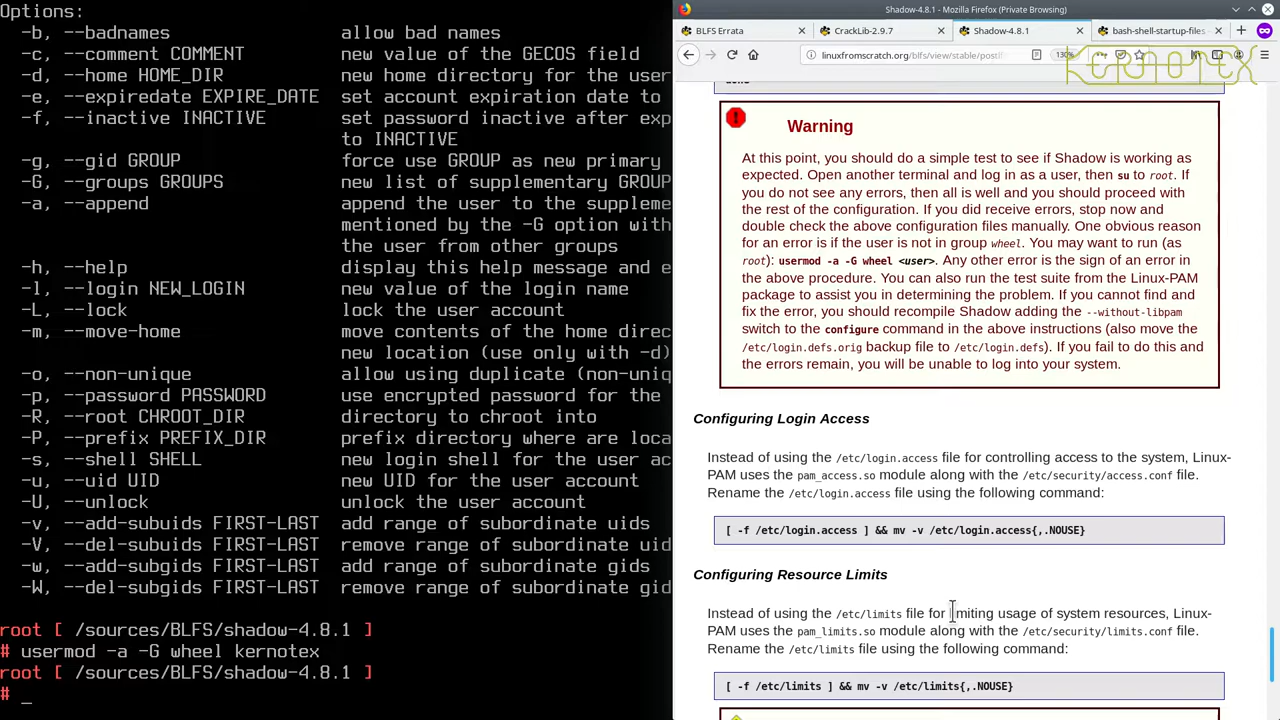 Options:
-b, --badnames allow bad names
-c, --comment COMMENT new value of the GECOS field
-d, --home HOME_DIR new home directory for the user
-e, --expiredate EXPIRE_DATE set account expiration date to
-f, --inactive INACTIVE set password inactive after exp
to INACTIVE
-g, --gid GROUP force use GROUP as new primary
-G, --groups GROUPS new list of supplementary GROUP
-a, --append append the user to the suppleme
mentioned by the -G option with
the user from other groups
-h, --help display this help message and e
-l, --login NEW_LOGIN new value of the login name
-L, --lock lock the user account
-m, --move-home move contents of the home direc
new location (use only with -d)
-o, --non-unique allow using duplicate (non-uniq
-p, --password PASSWORD use encrypted password for the
-R, --root CHROOT_DIR directory to chroot into
-P, --prefix PREFIX_DIR prefix directory where are loca
-s, --shell SHELL new login shell for the user ac
-u, --uid UID new UID for the user account
-U, --unlock unlock the user account
-v, --add-subuids FIRST-LAST add range of subordinate uids
-V, --del-subuids FIRST-LAST remove range of subordinate uid
-w, --add-subgids FIRST-LAST add range of subordinate gids
-W, --del-subgids FIRST-LAST remove range of subordinate gid
root [ /sources/BLFS/shadow-4.8.1 ]
# usermod -a -G wheel kernotex
root [ /sources/BLFS/shadow-4.8.1 ]
# _
Shadow-4.8.1 - Mozilla Firefox (Private Browsing)
BLFS Errata
CrackLib-2.9.7
Shadow-4.8.1
bash-shell-startup-files
linuxfromscratch.org/blfs/view/stable/postlf
130%
KERNOTEX
done
Warning
At this point, you should do a simple test to see if Shadow is working as
expected. Open another terminal and log in as a user, then su to root. If
you do not see any errors, then all is well and you should proceed with
the rest of the configuration. If you did receive errors, stop now and
double check the above configuration files manually. One obvious reason
for an error is if the user is not in group wheel. You may want to run (as
root): usermod -a -G wheel <user>. Any other error is the sign of an error in
the above procedure. You can also run the test suite from the Linux-PAM
package to assist you in determining the problem. If you cannot find and
fix the error, you should recompile Shadow adding the --without-libpam
switch to the configure command in the above instructions (also move the
/etc/login.defs.orig backup file to /etc/login.defs). If you fail to do this and
the errors remain, you will be unable to log into your system.
Configuring Login Access
Instead of using the /etc/login.access file for controlling access to the system, Linux-
PAM uses the pam_access.so module along with the /etc/security/access.conf file.
Rename the /etc/login.access file using the following command:
[ -f /etc/login.access ] && mv -v /etc/login.access{,.NOUSE}
Configuring Resource Limits
Instead of using the /etc/limits file for limiting usage of system resources, Linux-
PAM uses the pam_limits.so module along with the /etc/security/limits.conf file.
Rename the /etc/limits file using the following command:
[ -f /etc/limits ] && mv -v /etc/limits{,.NOUSE}